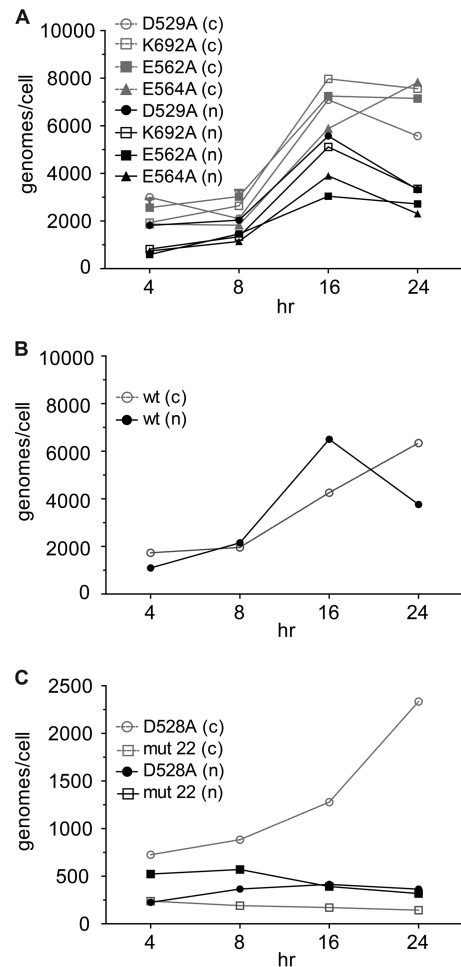 A
D529A (c)
K692A (c)
E562A (c)
E564A (c)
D529A (n)
K692A (n)
E562A (n)
E564A (n)
genomes/cell
10000
8000
6000
4000
2000
0
4 8 16 24
hr
B
wt (c)
wt (n)
genomes/cell
10000
8000
6000
4000
2000
0
4 8 16 24
hr
C
D528A (c)
mut 22 (c)
D528A (n)
mut 22 (n)
genomes/cell
2500
2000
1500
1000
500
0
4 8 16 24
hr